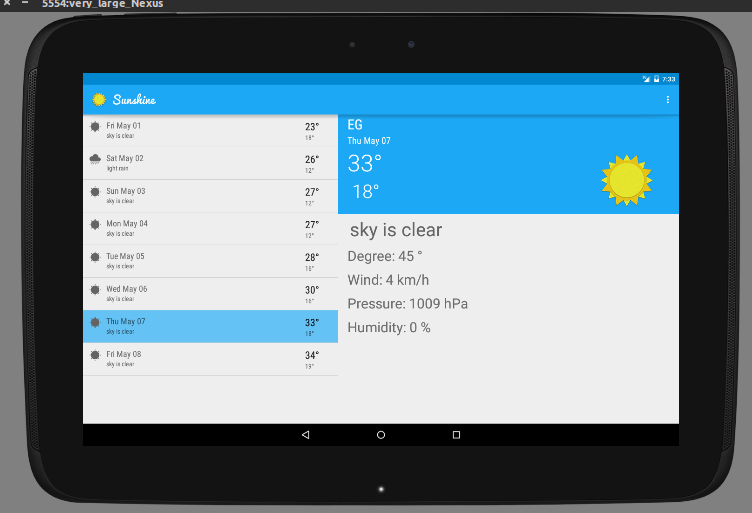 5554:very_large_Nexus
7:33
Sunshine
Fri May 01
sky is clear
23°
18°
Sat May 02
light rain
26°
12°
Sun May 03
sky is clear
27°
12°
Mon May 04
sky is clear
27°
12°
Tue May 05
sky is clear
28°
16°
Wed May 06
sky is clear
30°
16°
Thu May 07
sky is clear
33°
18°
Fri May 08
sky is clear
34°
19°
EG
Thu May 07
33°
18°
sky is clear
Degree: 45 °
Wind: 4 km/h
Pressure: 1009 hPa
Humidity: 0 %